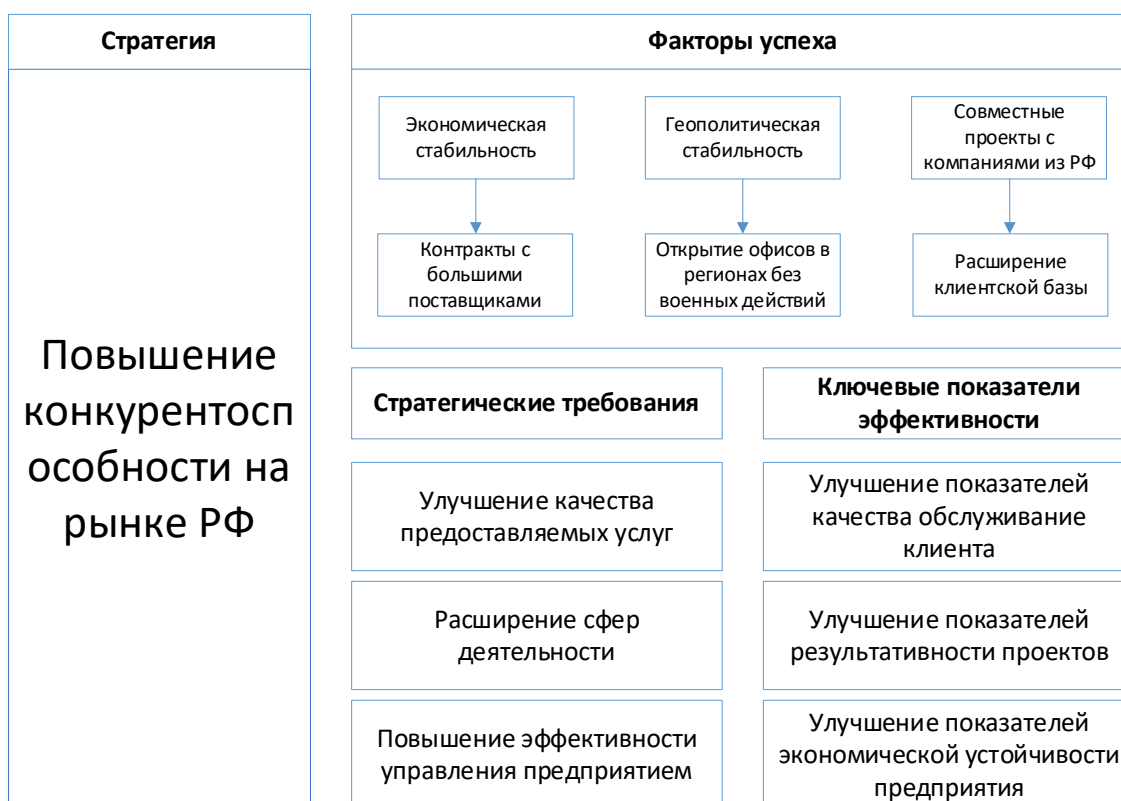 Стратегия
Повышение
конкурентосп
особности на
рынке РФ
Факторы успеха
Экономическая
стабильность
Геополитическая
стабильность
Совместные
проекты с
компаниями из РФ
Контракты с
большими
поставщиками
Открытие офисов в
регионах без
военных действий
Расширение
клиентской базы
Стратегические требования
Ключевые показатели
эффективности
Улучшение качества
предоставляемых услуг
Улучшение показателей
качества обслуживание
клиента
Расширение сфер
деятельности
Улучшение показателей
результативности проектов
Повышение эффективности
управления предприятием
Улучшение показателей
экономической устойчивости
предприятия